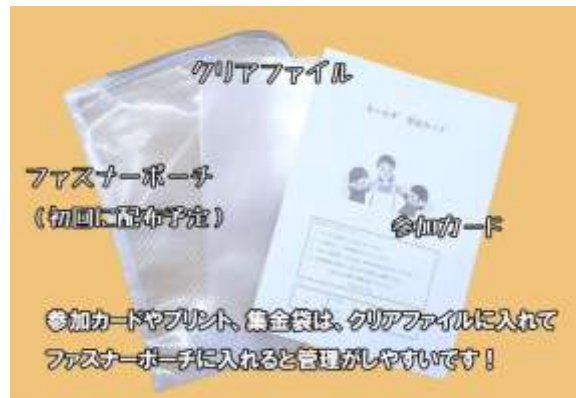 クリアファイル
ファスナーポーチ
（初回に配布予定）
参加カード
参加カードやプリント、集金袋は、クリアファイルに入れて
ファスナーポーチに入れると管理がしやすいです！